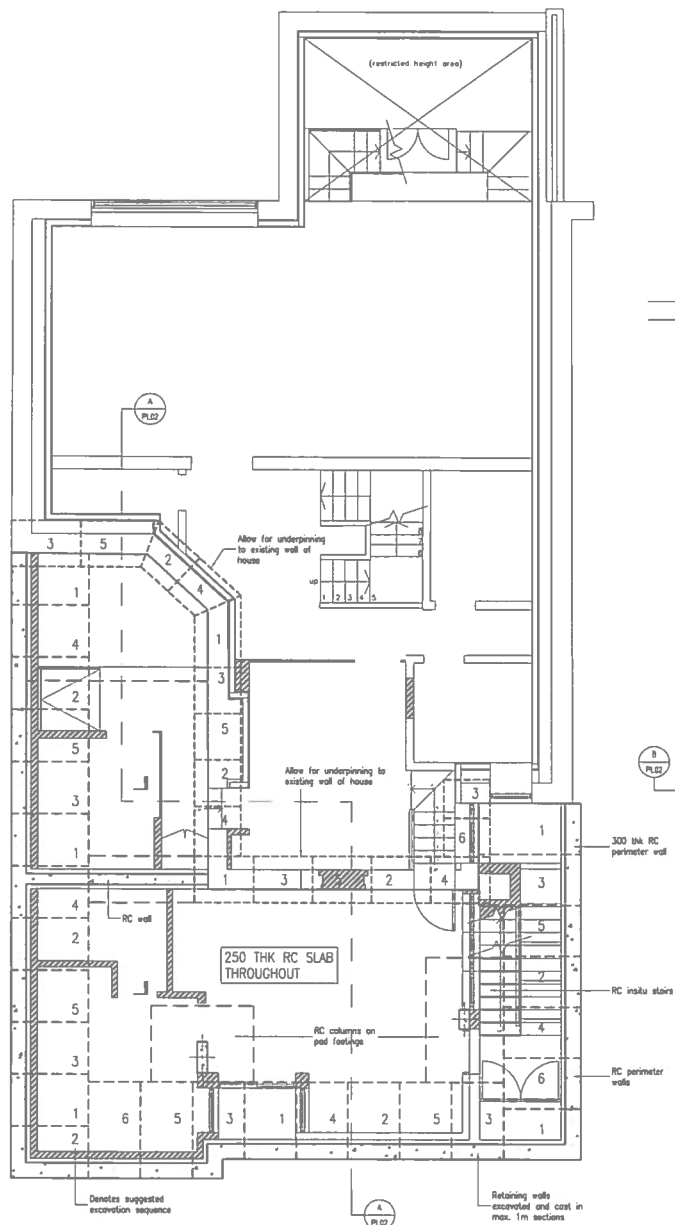 (restricted height area)
A
PL02
Allow for underpinning
to existing wall of
house
up
1 2 3 4 5
3 5
2
4
1
1
4
3
2
5
5
2
B
PL02
Allow for underpinning to
existing wall of house
3
3
4
6
1
300 thk RC
perimeter wall
1
1 3 2 4
3
RC wall
4
2
5
250 THK RC SLAB
THROUGHOUT
2
RC insitu stairs
5
RC columns on
pad footings
4
3
6
RC perimeter
walls
1
6 5 3 1 4 2 5 3
1
2
Denotes suggested
excavation sequence
A
PL02
Retaining walls
excavated and cast in
max. 1m sections